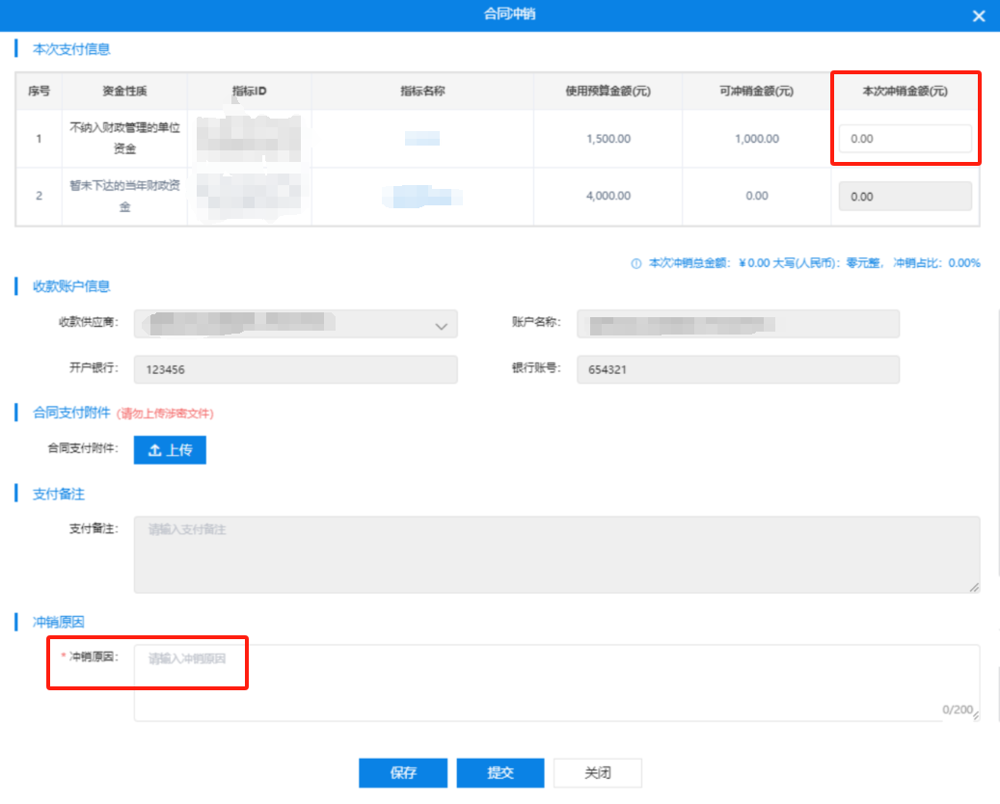 合同冲销
本次支付信息
序号 资金性质 指标ID 指标名称 使用预算金额(元) 可冲销金额(元) 本次冲销金额(元)
1 不纳入财政管理的单位资金 1,500.00 1,000.00 0.00
2 暂未下达的当年财政资金 4,000.00 0.00 0.00
本次冲销总金额：￥0.00 大写(人民币)：零元整， 冲销占比：0.00%
收款账户信息
收款供应商： 账户名称：
开户银行： 123456 银行账号： 654321
合同支付附件 (请勿上传涉密文件)
合同支付附件： 上传
支付备注
支付备注： 请输入支付备注
冲销原因
* 冲销原因： 请输入冲销原因
0/200
保存 提交 关闭